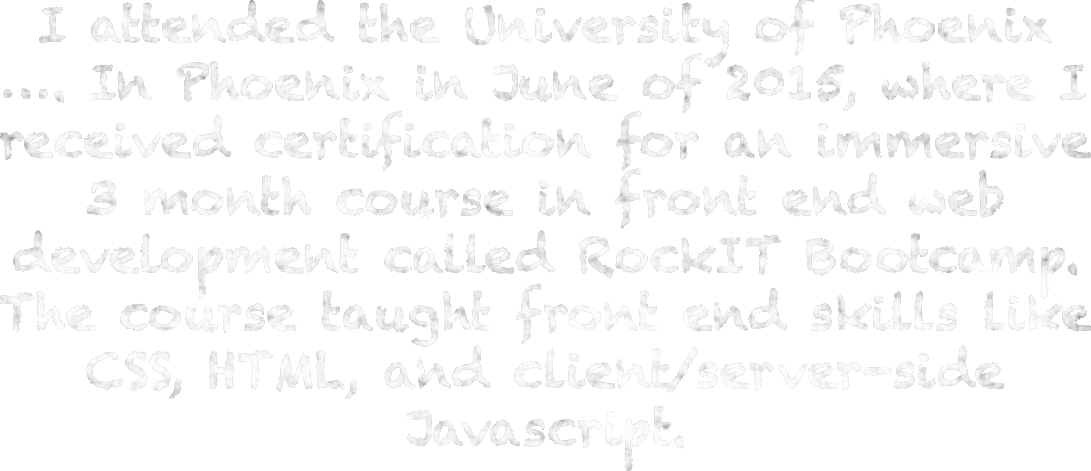 I attended the University of Phoenix
.... In Phoenix in June of 2015, where I
received certification for an immersive
3 month course in front end web
development called RockIT Bootcamp.
The course taught front end skills like
CSS, HTML, and client/server-side
Javascript.